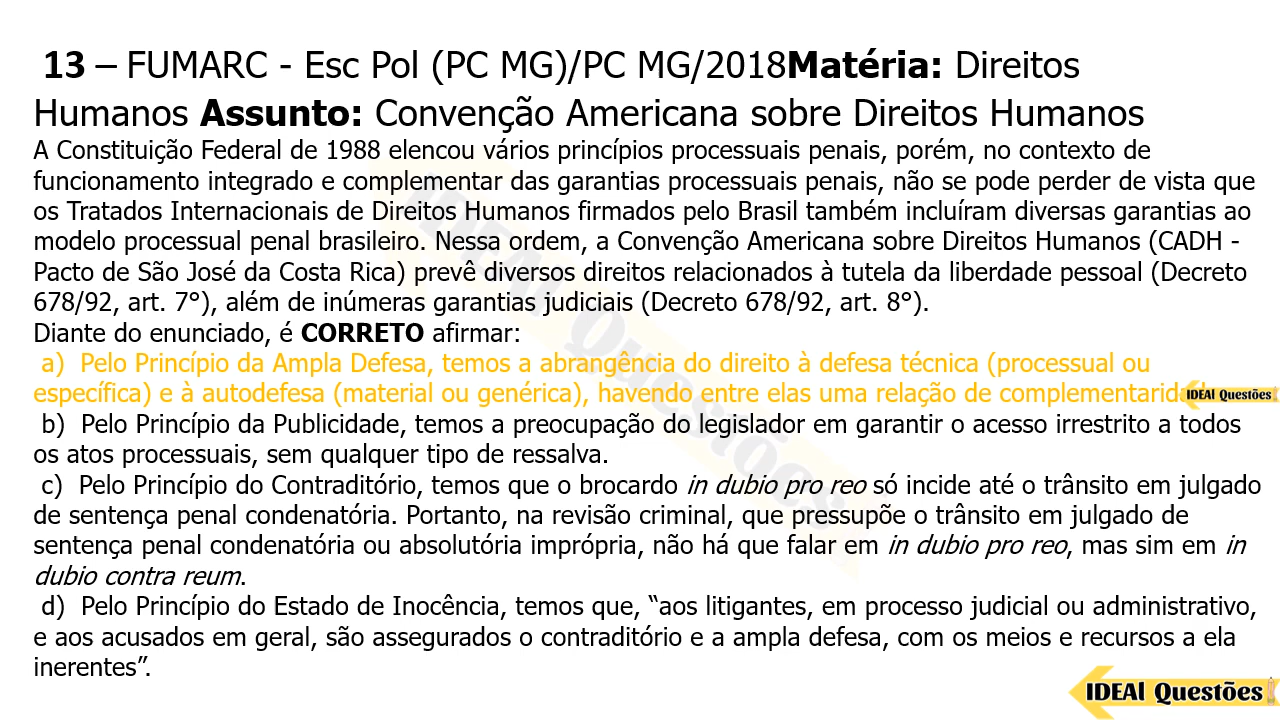 13 – FUMARC - Esc Pol (PC MG)/PC MG/2018Matéria: Direitos
Humanos Assunto: Convenção Americana sobre Direitos Humanos
A Constituição Federal de 1988 elencou vários princípios processuais penais, porém, no contexto de
funcionamento integrado e complementar das garantias processuais penais, não se pode perder de vista que
os Tratados Internacionais de Direitos Humanos firmados pelo Brasil também incluíram diversas garantias ao
modelo processual penal brasileiro. Nessa ordem, a Convenção Americana sobre Direitos Humanos (CADH -
Pacto de São José da Costa Rica) prevê diversos direitos relacionados à tutela da liberdade pessoal (Decreto
678/92, art. 7°), além de inúmeras garantias judiciais (Decreto 678/92, art. 8°).
Diante do enunciado, é CORRETO afirmar:
a) Pelo Princípio da Ampla Defesa, temos a abrangência do direito à defesa técnica (processual ou
específica) e à autodefesa (material ou genérica), havendo entre elas uma relação de
IDEAl Questões
b) Pelo Princípio da Publicidade, temos a preocupação do legislador em garantir o acesso irrestrito a todos
os atos processuais, sem qualquer tipo de ressalva.
c) Pelo Princípio do Contraditório, temos que o brocardo in dubio pro reo só incide até o trânsito em julgado
de sentença penal condenatória. Portanto, na revisão criminal, que pressupõe o trânsito em julgado de
sentença penal condenatória ou absolutória imprópria, não há que falar em in dubio pro reo, mas sim em in
dubio contra reum.
d) Pelo Princípio do Estado de Inocência, temos que, “aos litigantes, em processo judicial ou administrativo,
e aos acusados em geral, são assegurados o contraditório e a ampla defesa, com os meios e recursos a ela
inerentes”.
IDEAl Questões
IDEAl Questões